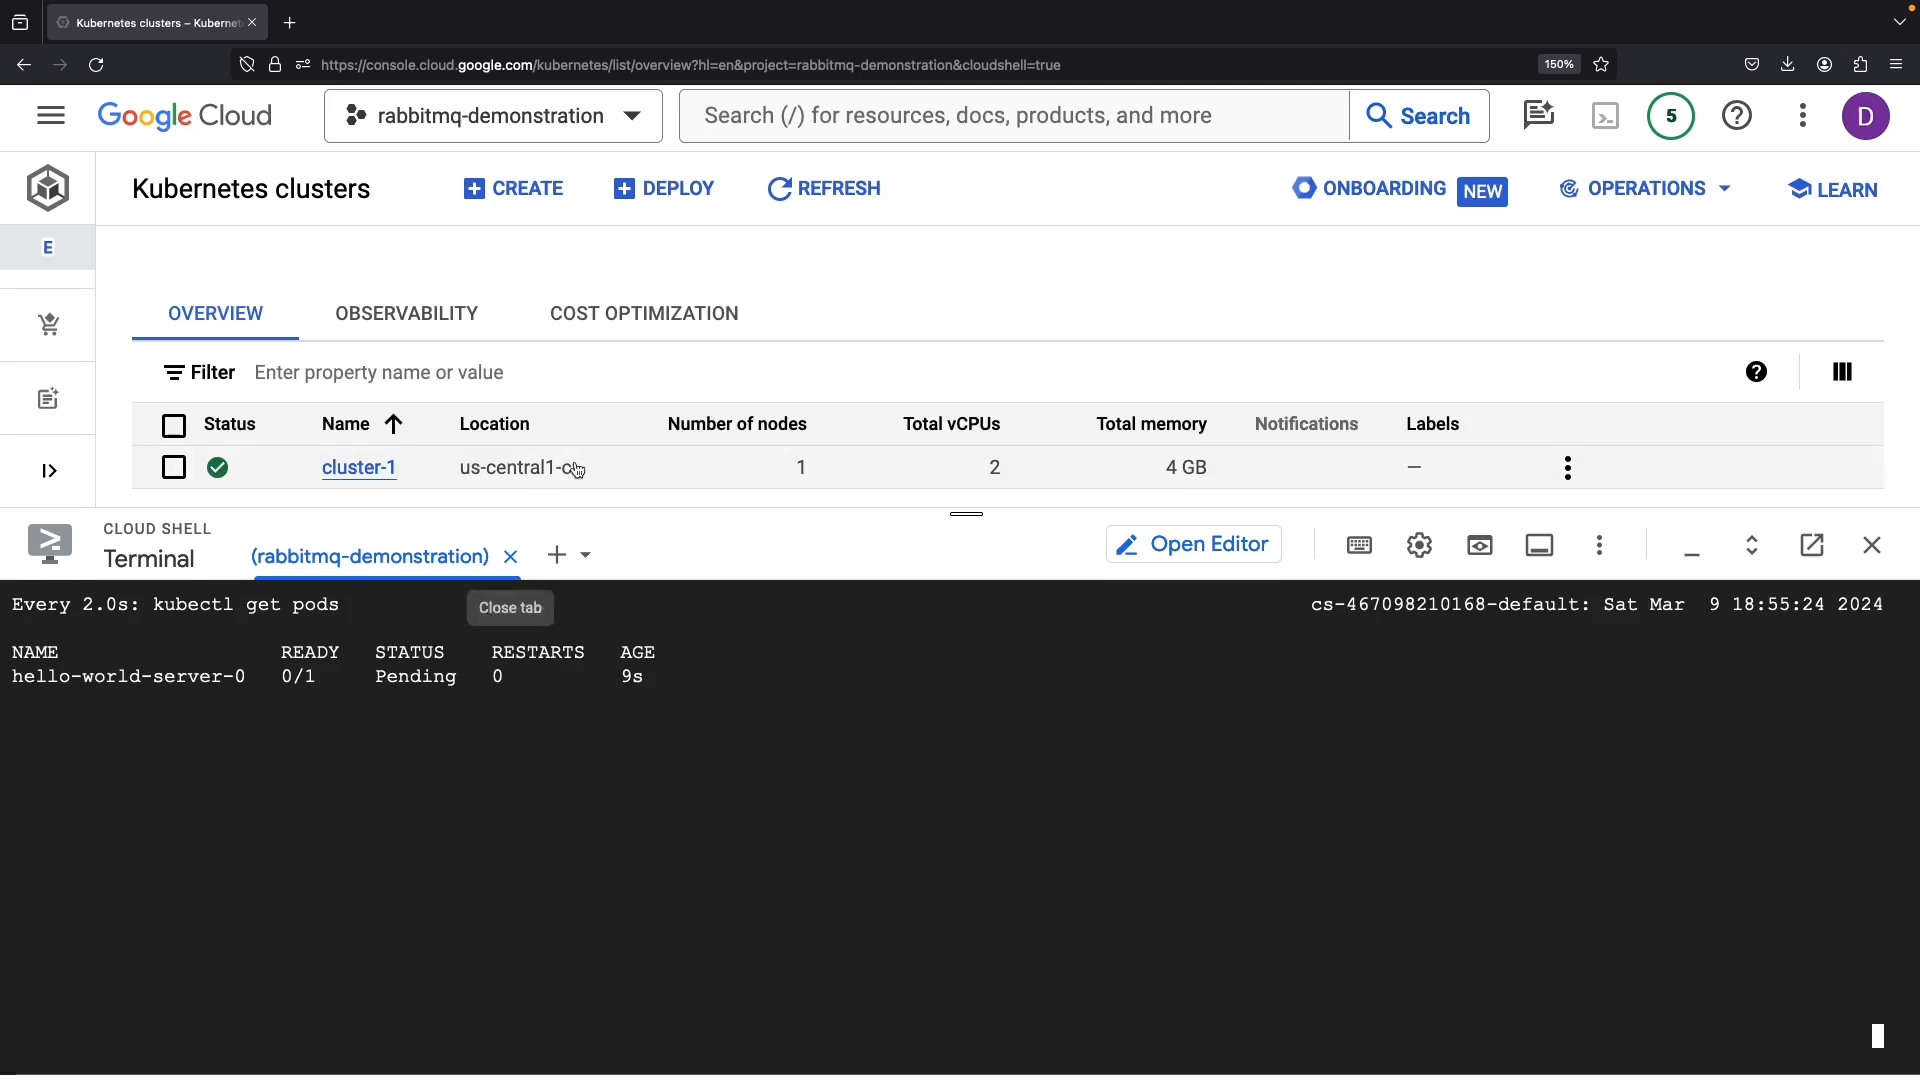 Kubernetes clusters – Kubernet
https://console.cloud.google.com/kubernetes/list/overview?hl=en&project=rabbitmq-demonstration&cloudshell=true
150%
Google Cloud
rabbitmq-demonstration
Search (/) for resources, docs, products, and more
Search
5
D
Kubernetes clusters
CREATE
DEPLOY
REFRESH
ONBOARDING NEW
OPERATIONS
LEARN
E
OVERVIEW
OBSERVABILITY
COST OPTIMIZATION
Filter Enter property name or value
Status Name Location Number of nodes Total vCPUs Total memory Notifications Labels
cluster-1 us-central1-c 1 2 4 GB –
CLOUD SHELL
Terminal
(rabbitmq-demonstration)
Open Editor
Every 2.0s: kubectl get pods
Close tab
cs-467098210168-default: Sat Mar 9 18:55:24 2024
NAME READY STATUS RESTARTS AGE
hello-world-server-0 0/1 Pending 0 9s